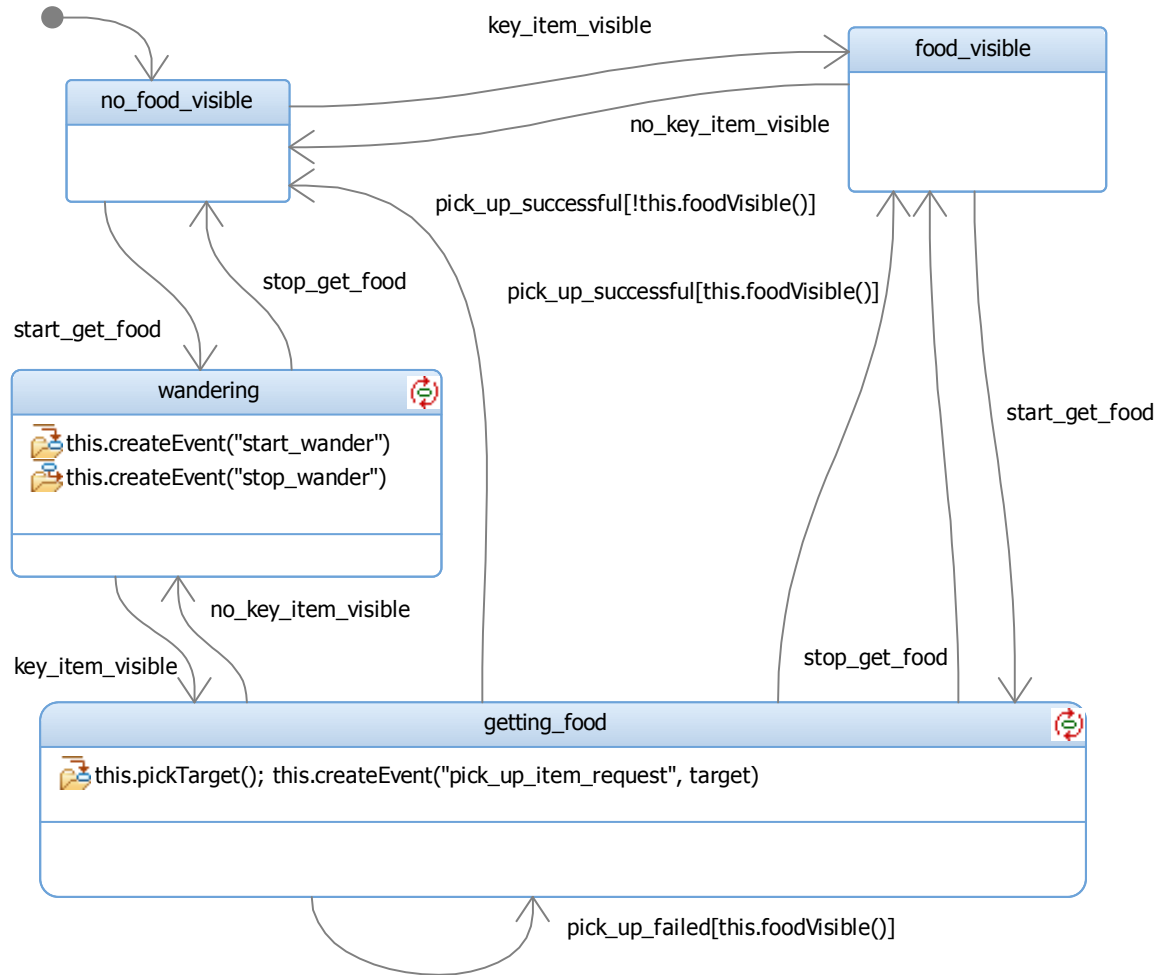 key_item_visible
food_visible
no_food_visible
no_key_item_visible
pick_up_successful[!this.foodVisible()]
stop_get_food
pick_up_successful[this.foodVisible()]
start_get_food
wandering
start_get_food
this.createEvent("start_wander")
this.createEvent("stop_wander")
no_key_item_visible
key_item_visible
stop_get_food
getting_food
this.pickTarget(); this.createEvent("pick_up_item_request", target)
pick_up_failed[this.foodVisible()]